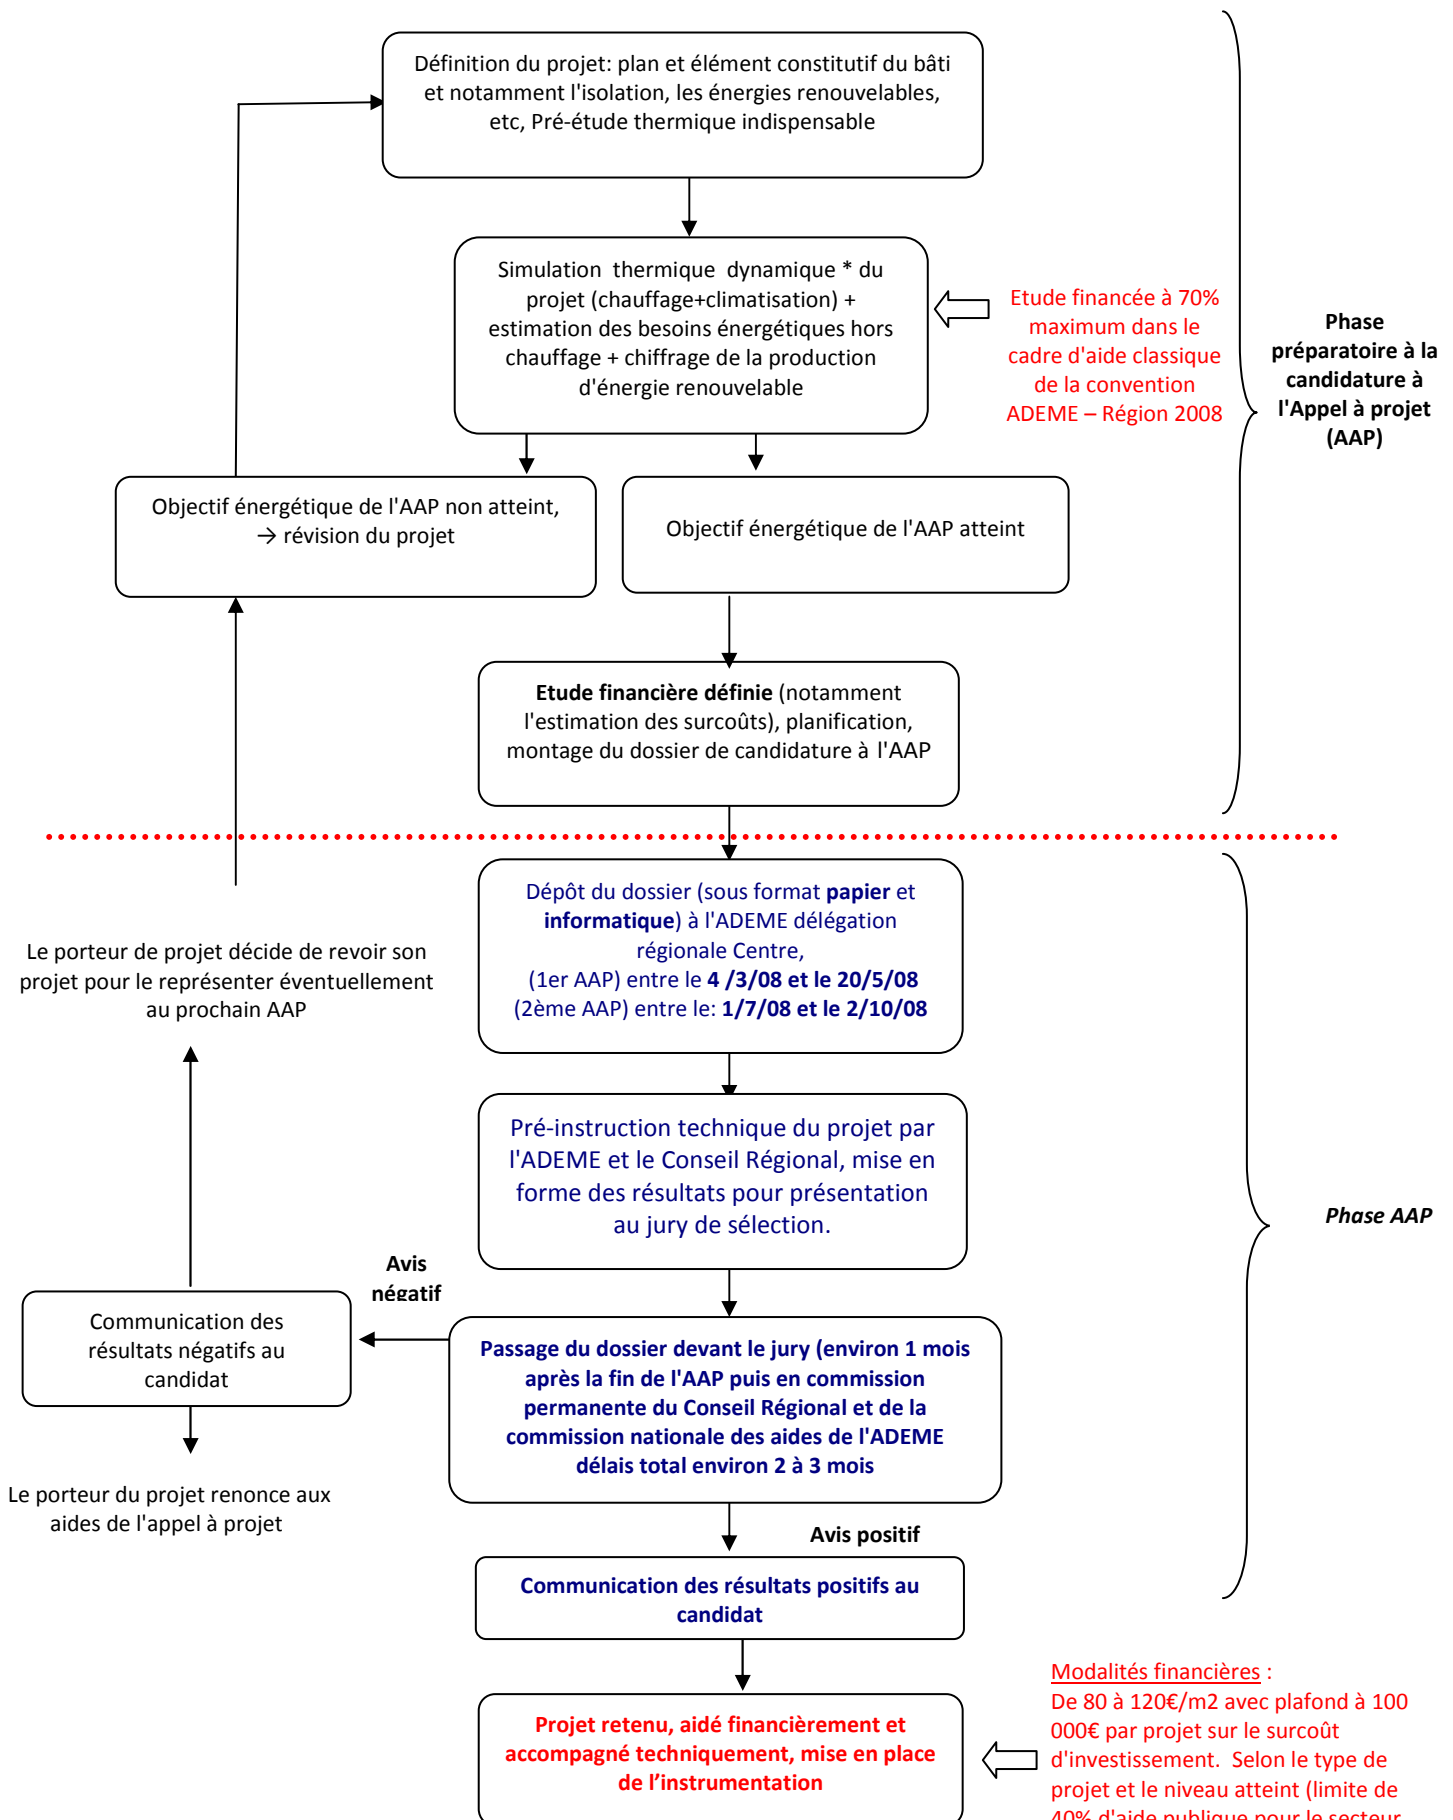 Définition du projet: plan et élément constitutif du bâti
et notamment l'isolation, les énergies renouvelables,
etc, Pré-étude thermique indispensable
Simulation thermique dynamique * du
projet (chauffage+climatisation) +
estimation des besoins énergétiques hors
chauffage + chiffrage de la production
d'énergie renouvelable
Etude financée à 70%
maximum dans le
cadre d'aide classique
de la convention
ADEME – Région 2008
Phase
préparatoire à la
candidature à
l'Appel à projet
(AAP)
Objectif énergétique de l'AAP non atteint,
→ révision du projet
Objectif énergétique de l'AAP atteint
Etude financière définie (notamment
l'estimation des surcoûts), planification,
montage du dossier de candidature à l'AAP
Dépôt du dossier (sous format papier et
informatique) à l'ADEME délégation
régionale Centre,
(1er AAP) entre le 4 /3/08 et le 20/5/08
(2ème AAP) entre le: 1/7/08 et le 2/10/08
Le porteur de projet décide de revoir son
projet pour le représenter éventuellement
au prochain AAP
Pré-instruction technique du projet par
l'ADEME et le Conseil Régional, mise en
forme des résultats pour présentation
au jury de sélection.
Phase AAP
Avis
négatif
Communication des
résultats négatifs au
candidat
Passage du dossier devant le jury (environ 1 mois
après la fin de l'AAP puis en commission
permanente du Conseil Régional et de la
commission nationale des aides de l'ADEME
délais total environ 2 à 3 mois
Le porteur du projet renonce aux
aides de l'appel à projet
Avis positif
Communication des résultats positifs au
candidat
Projet retenu, aidé financièrement et
accompagné techniquement, mise en place
de l’instrumentation
Modalités financières :
De 80 à 120€/m2 avec plafond à 100
000€ par projet sur le surcoût
d'investissement. Selon le type de
projet et le niveau atteint (limite de
40% d'aide publique pour le secteur